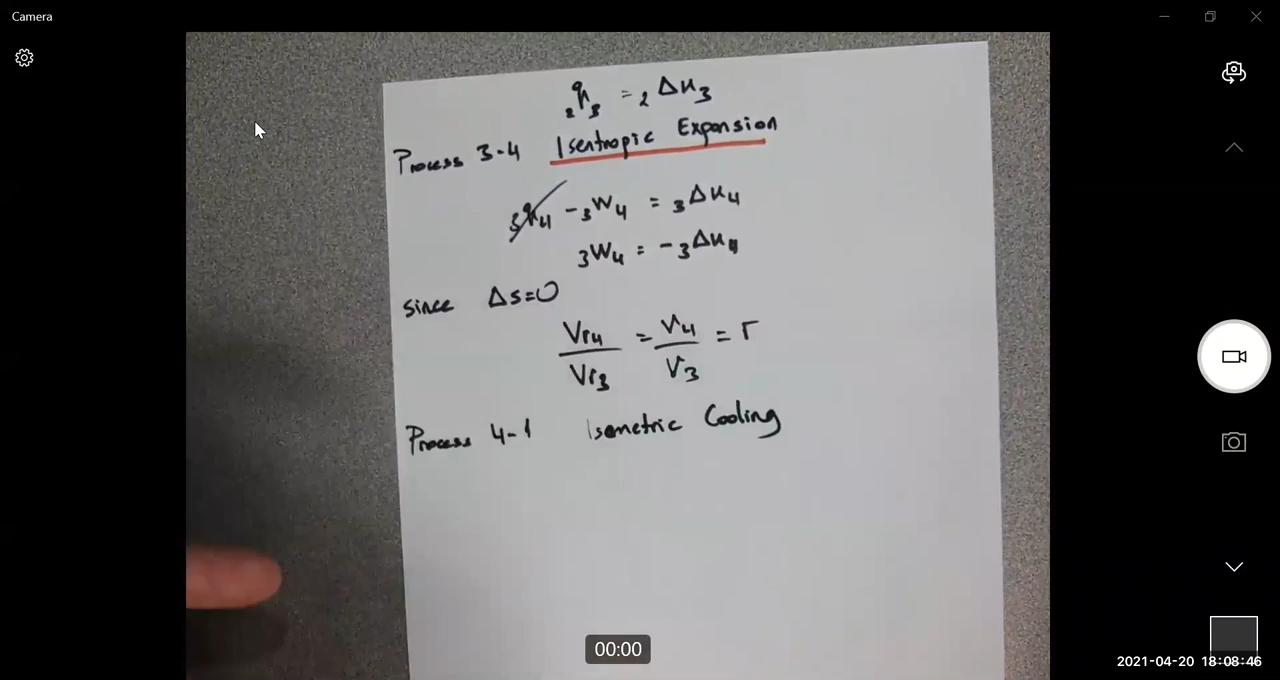 Camera
₂q₃ = ₂Δu₃
Process 3-4 Isentropic Expansion
₃q₄ - ₃W₄ = ₃Δu₄
₃W₄ = - ₃Δu₄
since Δs=0
Vr4/Vr3 = V4/V3 = r
Process 4-1 Isometric Cooling
00:00
2021-04-20 18:08:46